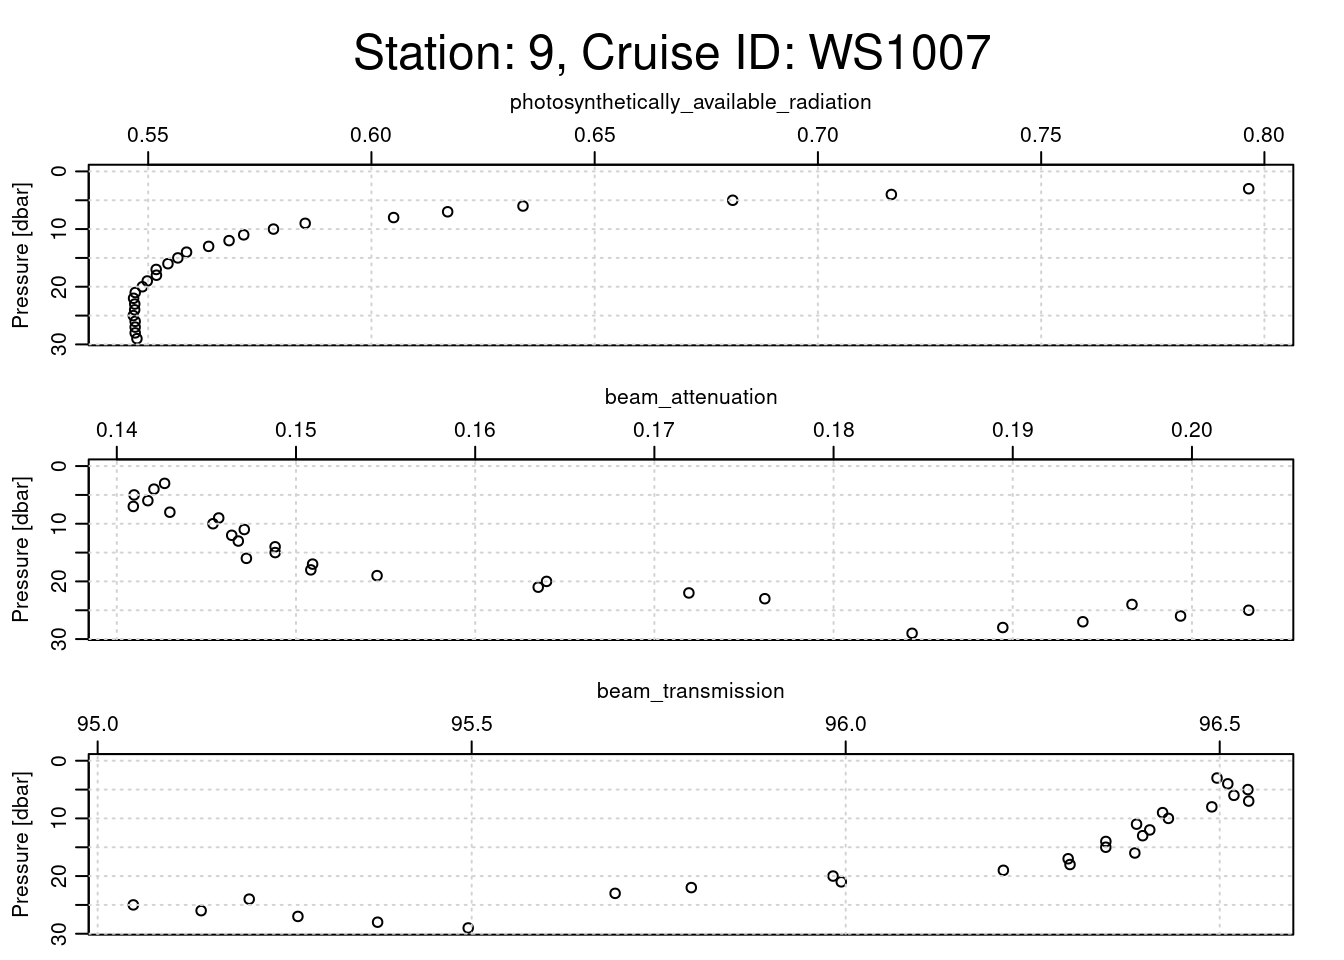 Station: 9, Cruise ID: WS1007
photosynthetically_available_radiation
0.55 0.60 0.65 0.70 0.75 0.80
Pressure [dbar]
0
10
20
30
beam_attenuation
0.14 0.15 0.16 0.17 0.18 0.19 0.20
Pressure [dbar]
0
10
20
30
beam_transmission
95.0 95.5 96.0 96.5
Pressure [dbar]
0
10
20
30